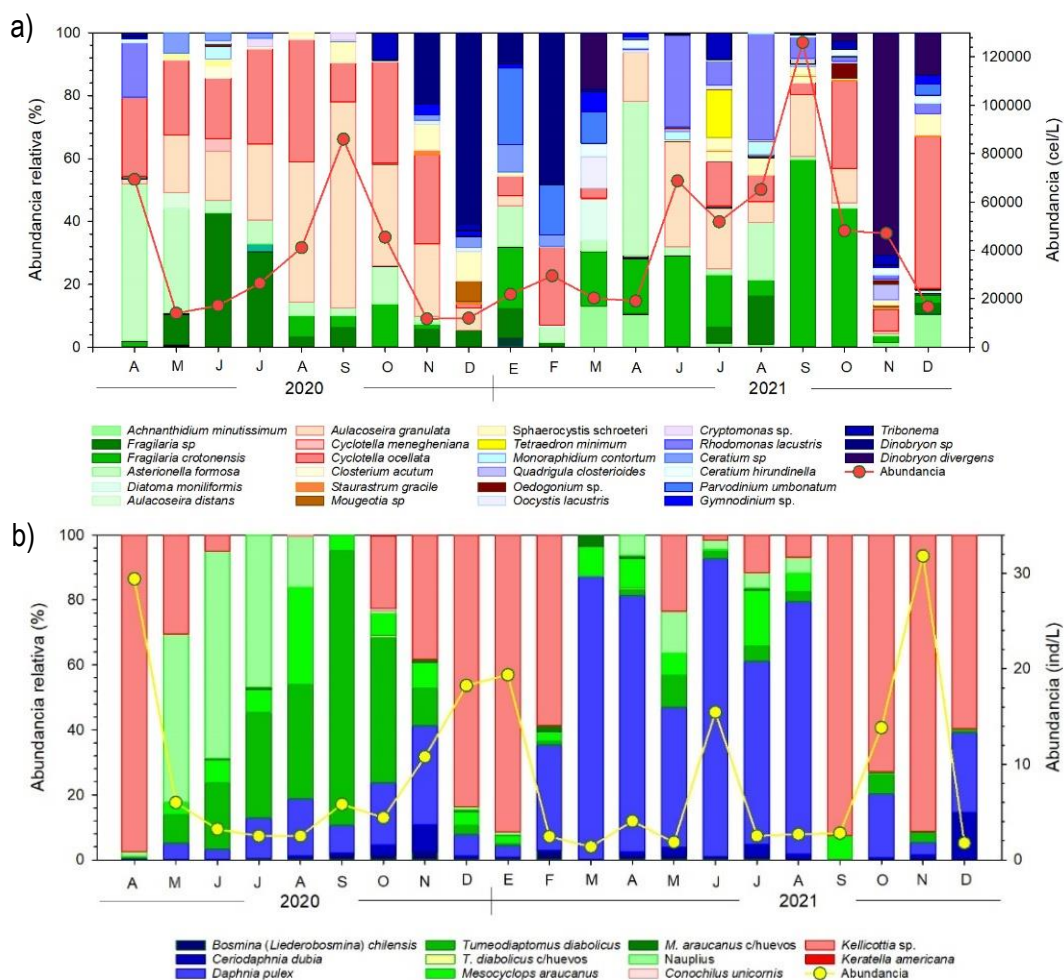 a)
Abundancia relativa (%)
100
80
60
40
20
0
120000
100000
80000
60000
40000
20000
0
Abundancia (cel/L)
A M J J A S O N D E F M A J J A S O N D
2020 2021
Achnanthidium minutissimum
Fragilaria sp
Fragilaria crotonensis
Asterionella formosa
Diatoma moniliformis
Aulacoseira distans
Aulacoseira granulata
Cyclotella menegheniana
Cyclotella ocellata
Closterium acutum
Staurastrum gracile
Mougeotia sp
Sphaerocystis schroeteri
Tetraedron minimum
Monoraphidium contortum
Quadrigula closterioides
Oedogonium sp.
Oocystis lacustris
Cryptomonas sp.
Rhodomonas lacustris
Ceratium sp
Ceratium hirundinella
Parvodinium umbonatum
Gymnodinium sp.
Tribonema
Dinobryon sp
Dinobryon divergens
Abundancia
b)
Abundancia relativa (%)
100
80
60
40
20
0
30
20
10
0
Abundancia (ind/L)
A M J J A S O N D E F M A M J J A S O N D
2020 2021
Bosmina (Liederobosmina) chilensis
Ceriodaphnia dubia
Daphnia pulex
Tumeodiaptomus diabolicus
T. diabolicus c/huevos
Mesocyclops araucanus
M. araucanus c/huevos
Nauplius
Conochilus unicornis
Kellicottia sp.
Keratella americana
Abundancia